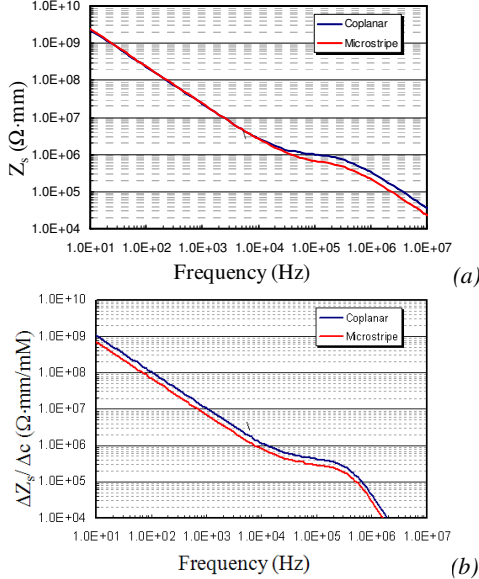 1.0E+10
1.0E+09
1.0E+08
1.0E+07
1.0E+06
1.0E+05
1.0E+04
Zs (Ω·mm)
Coplanar
Microstripe
1.0E+01 1.0E+02 1.0E+03 1.0E+04 1.0E+05 1.0E+06 1.0E+07
Frequency (Hz)
(a)
1.0E+10
1.0E+09
1.0E+08
1.0E+07
1.0E+06
1.0E+05
1.0E+04
ΔZs/ Δc (Ω·mm/mM)
Coplanar
Microstripe
1.0E+01 1.0E+02 1.0E+03 1.0E+04 1.0E+05 1.0E+06 1.0E+07
Frequency (Hz)
(b)